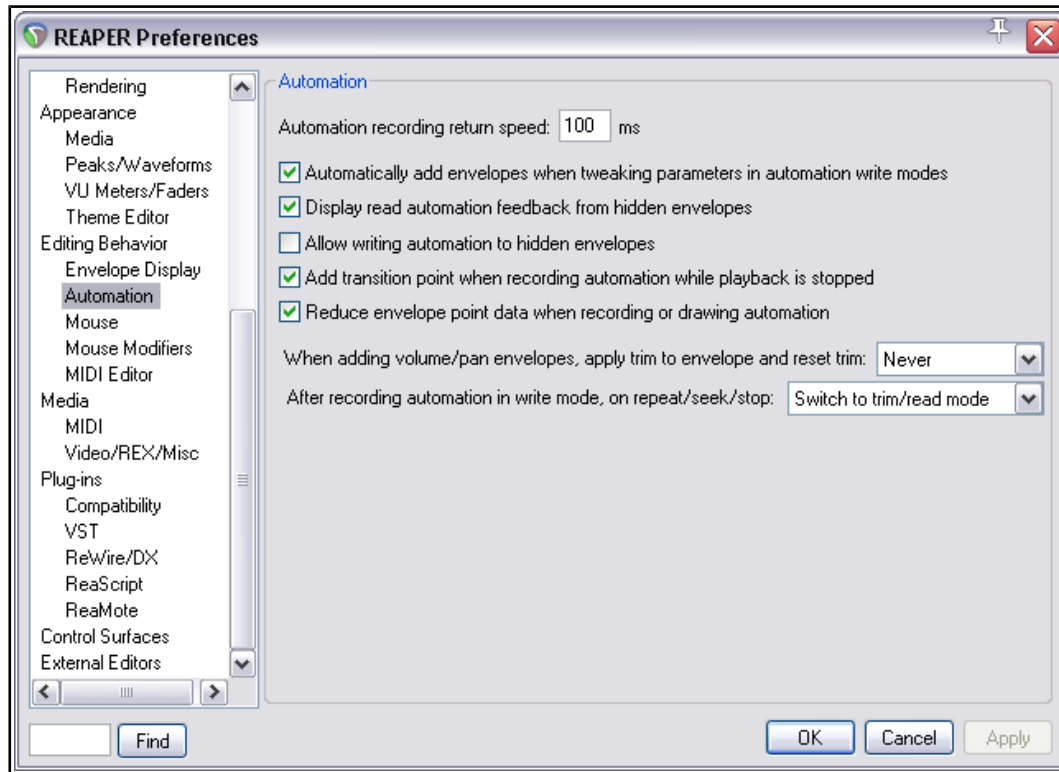 REAPER Preferences
Rendering
Appearance
Media
Peaks/Waveforms
VU Meters/Faders
Theme Editor
Editing Behavior
Envelope Display
Automation
Mouse
Mouse Modifiers
MIDI Editor
Media
MIDI
Video/REX/Misc
Plug-ins
Compatibility
VST
ReWire/DX
ReaScript
ReaMote
Control Surfaces
External Editors
Find
Automation
Automation recording return speed: 100 ms
Automatically add envelopes when tweaking parameters in automation write modes
Display read automation feedback from hidden envelopes
Allow writing automation to hidden envelopes
Add transition point when recording automation while playback is stopped
Reduce envelope point data when recording or drawing automation
When adding volume/pan envelopes, apply trim to envelope and reset trim: Never
After recording automation in write mode, on repeat/seek/stop: Switch to trim/read mode
OK Cancel Apply